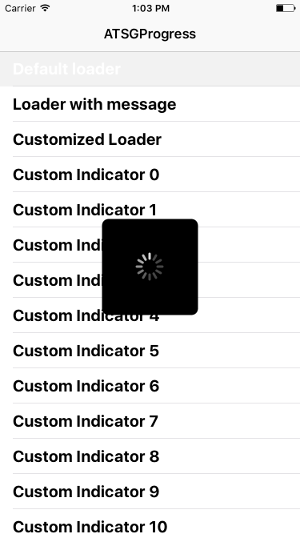 Carrier 1:03 PM
ATSGProgress
Default loader
Loader with message
Customized Loader
Custom Indicator 0
Custom Indicator 1
Custom Indi
Custom Indi
Custom Indicator 4
Custom Indicator 5
Custom Indicator 6
Custom Indicator 7
Custom Indicator 8
Custom Indicator 9
Custom Indicator 10